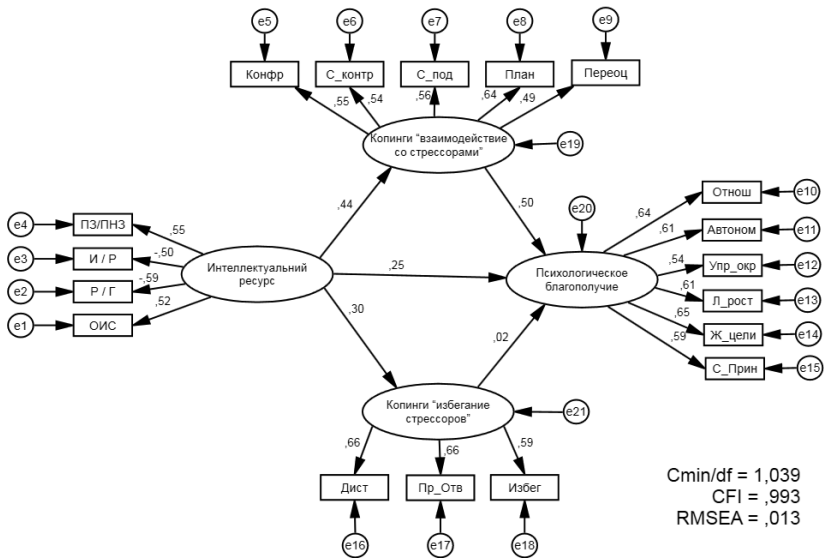 e5
e6
e7
e8
e9
Конфр
С_контр
С_под
План
Переоц
,55
,54
,56
,64
,49
Копинги “взаимодействие
со стрессорами”
e19
,44
,50
e20
e4
ПЗ/ПНЗ
,55
e3
И / Р
-,50
e2
Р / Г
-,59
e1
ОИС
,52
Интеллектуальний
ресурс
,25
Психологическое
благополучие
,64
Отнош
e10
,61
Автоном
e11
,54
Упр_окр
e12
,61
Л_рост
e13
,65
Ж_цели
e14
,59
С_Прин
e15
,30
,02
Копинги “избегание
стрессоров”
e21
,66
,66
,59
Дист
Пр_Отв
Избег
e16
e17
e18
Cmin/df = 1,039
CFI = ,993
RMSEA = ,013